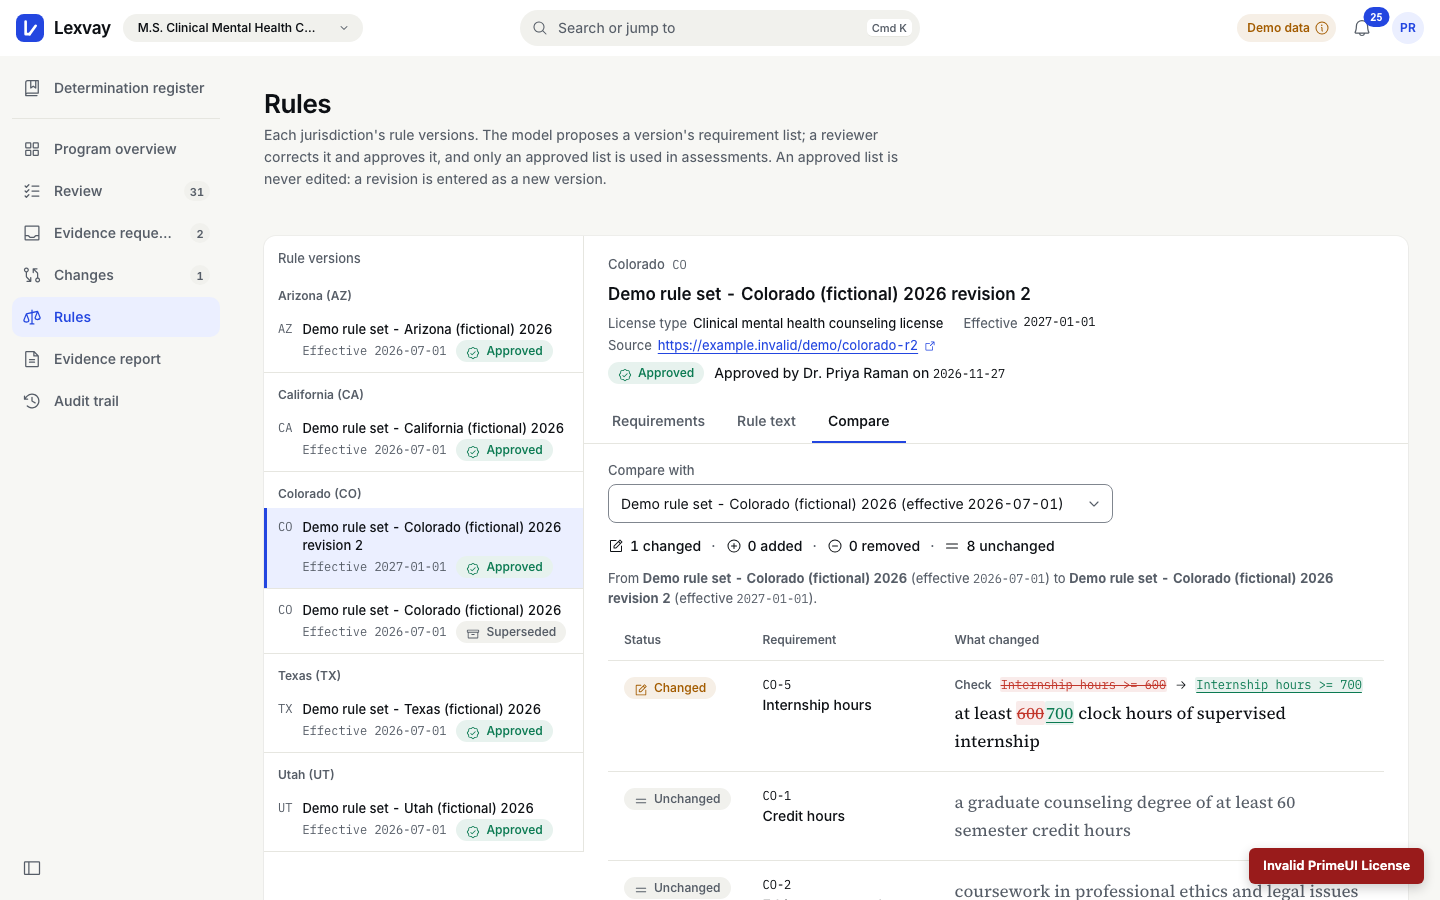 Lexvay
M.S. Clinical Mental Health C...
Search or jump to
Cmd K
Demo data
25
PR
Determination register
Program overview
Review
31
Evidence reque...
2
Changes
1
Rules
Evidence report
Audit trail
Rules
Each jurisdiction's rule versions. The model proposes a version's requirement list; a reviewer
corrects it and approves it, and only an approved list is used in assessments. An approved list is
never edited: a revision is entered as a new version.
Rule versions
Arizona (AZ)
AZ Demo rule set - Arizona (fictional) 2026
Effective 2026-07-01 Approved
California (CA)
CA Demo rule set - California (fictional) 2026
Effective 2026-07-01 Approved
Colorado (CO)
CO Demo rule set - Colorado (fictional) 2026
revision 2
Effective 2027-01-01 Approved
CO Demo rule set - Colorado (fictional) 2026
Effective 2026-07-01 Superseded
Texas (TX)
TX Demo rule set - Texas (fictional) 2026
Effective 2026-07-01 Approved
Utah (UT)
UT Demo rule set - Utah (fictional) 2026
Effective 2026-07-01 Approved
Colorado CO
Demo rule set - Colorado (fictional) 2026 revision 2
License type Clinical mental health counseling license Effective 2027-01-01
Source https://example.invalid/demo/colorado-r2
Approved Approved by Dr. Priya Raman on 2026-11-27
Requirements Rule text Compare
Compare with
Demo rule set - Colorado (fictional) 2026 (effective 2026-07-01)
1 changed · 0 added · 0 removed · 8 unchanged
From Demo rule set - Colorado (fictional) 2026 (effective 2026-07-01) to Demo rule set - Colorado (fictional) 2026
revision 2 (effective 2027-01-01).
Status Requirement What changed
Changed
CO-5
Internship hours
Check Internship hours >= 600 → Internship hours >= 700
at least 600 700 clock hours of supervised
internship
Unchanged
CO-1
Credit hours
a graduate counseling degree of at least 60
semester credit hours
Unchanged
CO-2
coursework in professional ethics and legal issues
Invalid PrimeUI License